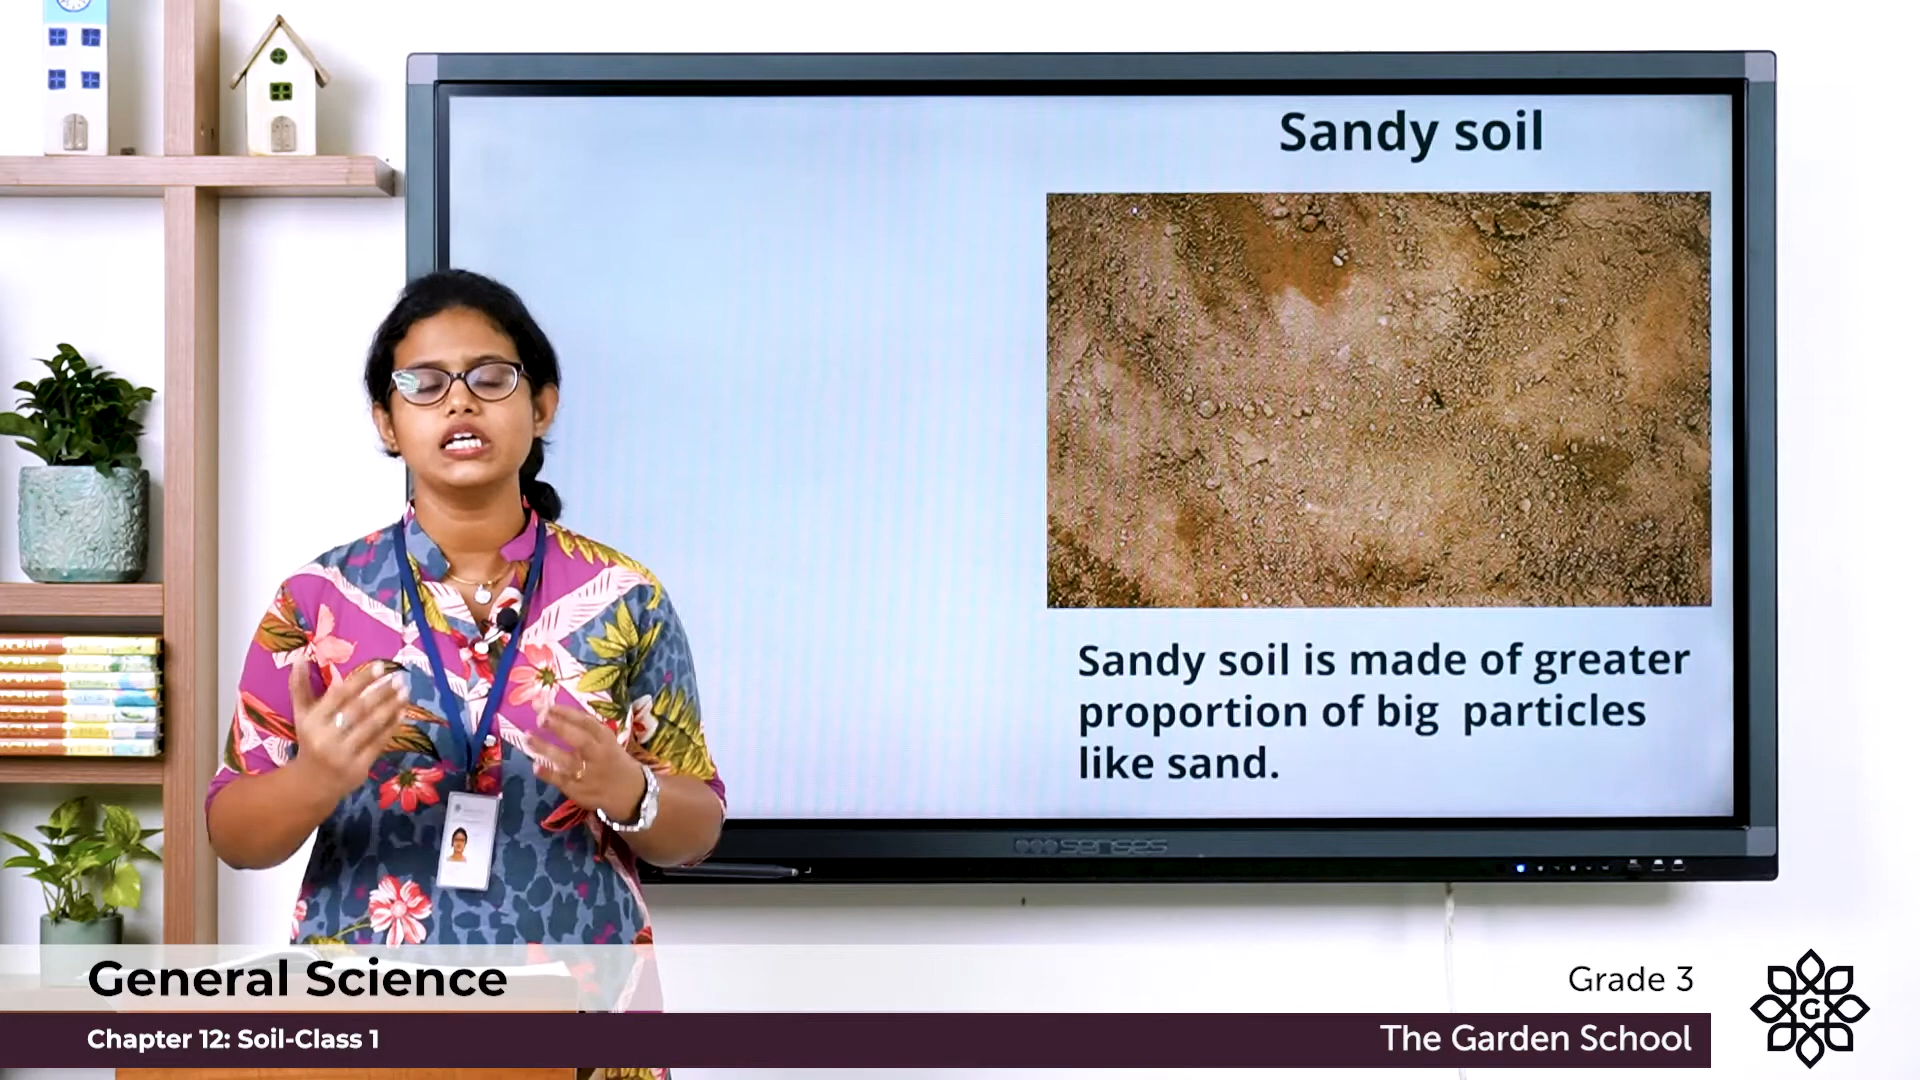 Sandy soil
Sandy soil is made of greater
proportion of big particles
like sand.
senses
General Science
Grade 3
Chapter 12: Soil-Class 1
The Garden School
G